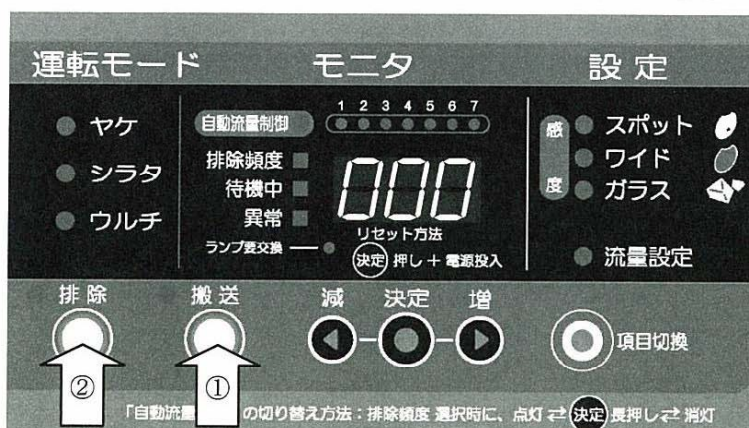 運転モード
モニタ
設定
ヤケ
シラタ
ウルチ
自動流量制御
1 2 3 4 5 6 7
排除頻度
待機中
異常
ランプ要交換
000
リセット方法
決定 押し + 電源投入
感度
スポット
ワイド
ガラス
流量設定
排除
搬送
減
決定
増
項目切換
②
①
「自動流量
の切り替え方法：排除頻度 選択時に、点灯 ⇄ 決定 長押し ⇄ 消灯